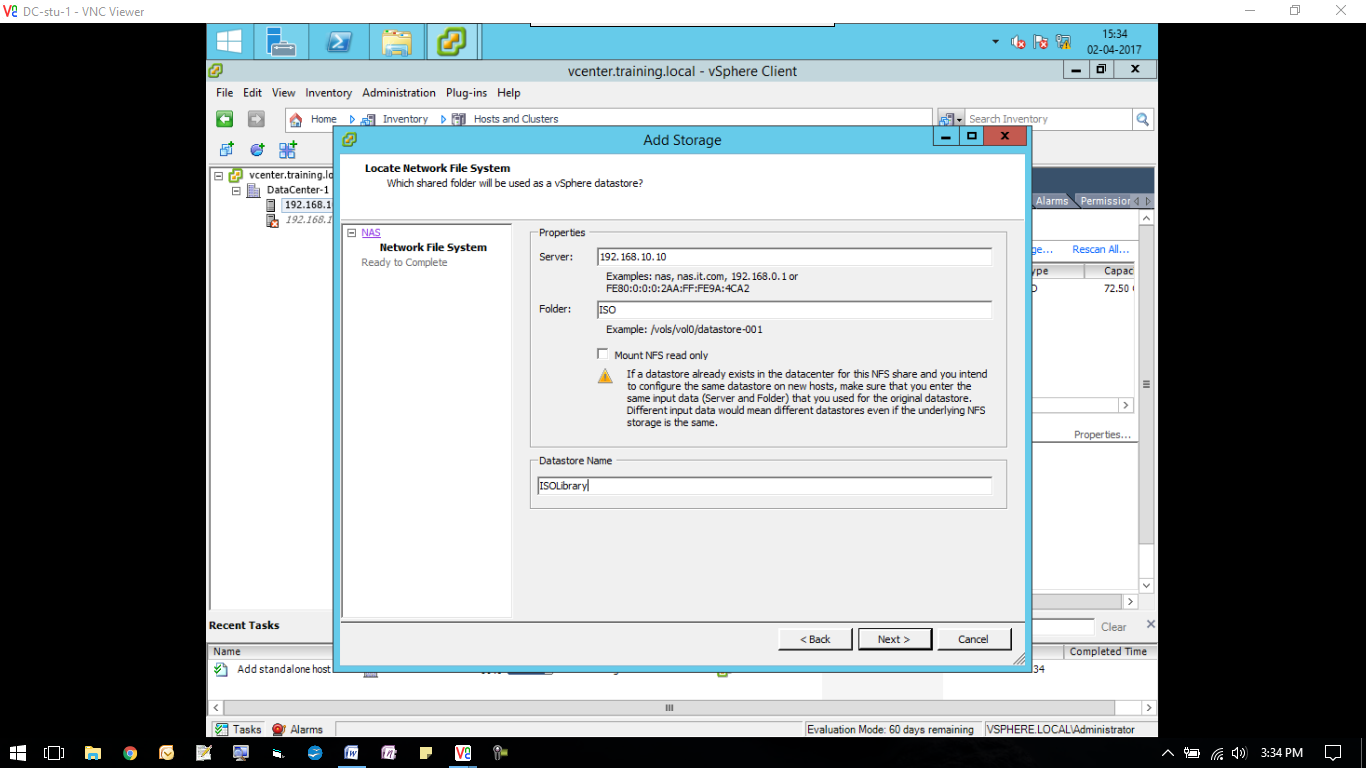 DC-stu-1 - VNC Viewer
15:34
02-04-2017
vcenter.training.local - vSphere Client
File Edit View Inventory Administration Plug-ins Help
Home Inventory Hosts and Clusters
Search Inventory
Add Storage
Locate Network File System
Which shared folder will be used as a vSphere datastore?
vcenter.training.lo
DataCenter-1
192.168.1
192.168.1
Alarms Permission
ge... Rescan All...
ype Capac
72.50
Properties...
NAS
Network File System
Ready to Complete
Properties
Server: 192.168.10.10
Examples: nas, nas.it.com, 192.168.0.1 or
FE80:0:0:0:2AA:FF:FE9A:4CA2
Folder: ISO
Example: /vols/vol0/datastore-001
Mount NFS read only
If a datastore already exists in the datacenter for this NFS share and you intend
to configure the same datastore on new hosts, make sure that you enter the
same input data (Server and Folder) that you used for the original datastore.
Different input data would mean different datastores even if the underlying NFS
storage is the same.
Datastore Name
ISOLibrary
< Back Next > Cancel
Recent Tasks
Clear
Name Completed Time
Add standalone host
34
Tasks Alarms
Evaluation Mode: 60 days remaining
VSPHERE.LOCAL\Administrator
3:34 PM